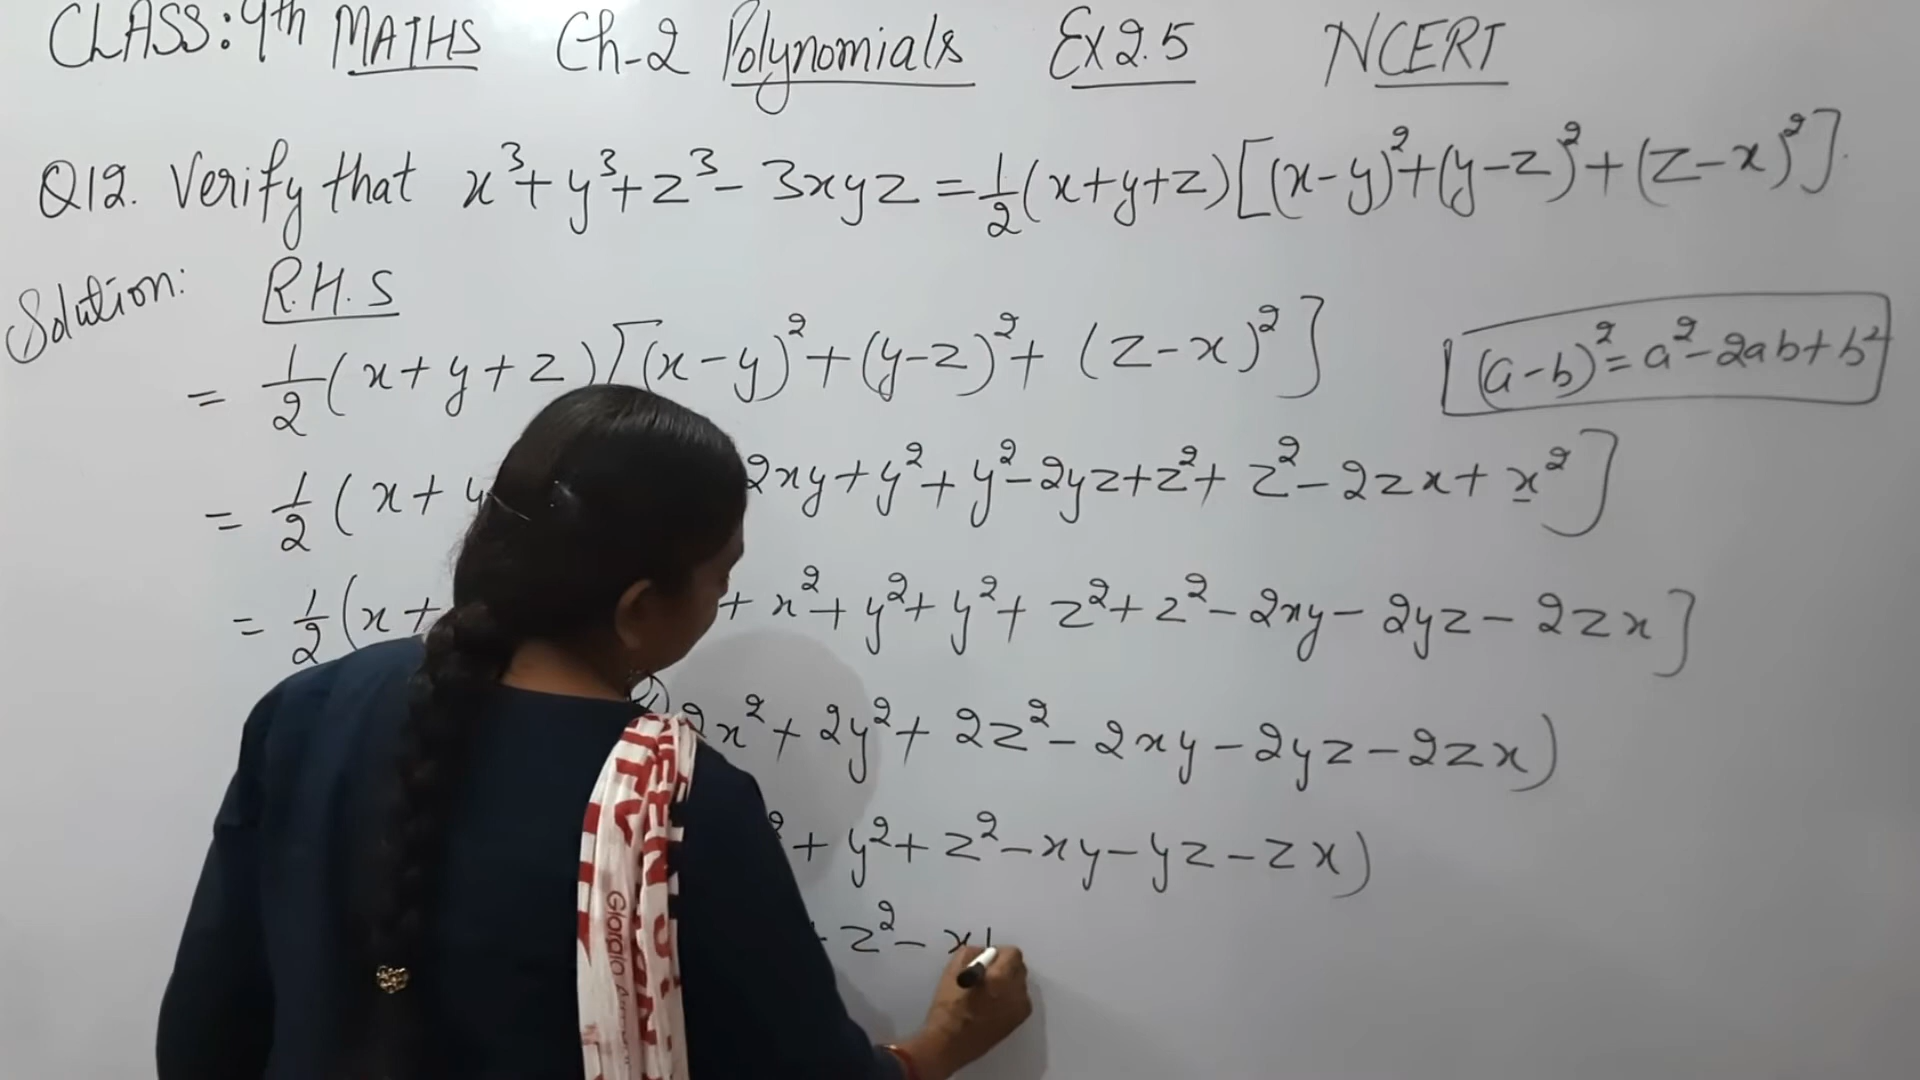 CLASS: 9th MATHS Ch-2 Polynomials Ex 2.5 NCERT
Q12. Verify that x³+y³+z³-3xyz=½(x+y+z)[(x-y)²+(y-z)²+(z-x)²].
Solution: R.H.S
= ½(x+y+z)[(x-y)²+(y-z)²+(z-x)²]
[(a-b)²=a²-2ab+b²
= ½(x+y 2xy+y²+y²-2yz+z²+z²-2zx+x²]
= ½(x+ +x²+y²+y²+z²+z²-2xy-2yz-2zx]
2x²+2y²+2z²-2xy-2yz-2zx)
²+y²+z²-xy-yz-zx)
+z²-xy